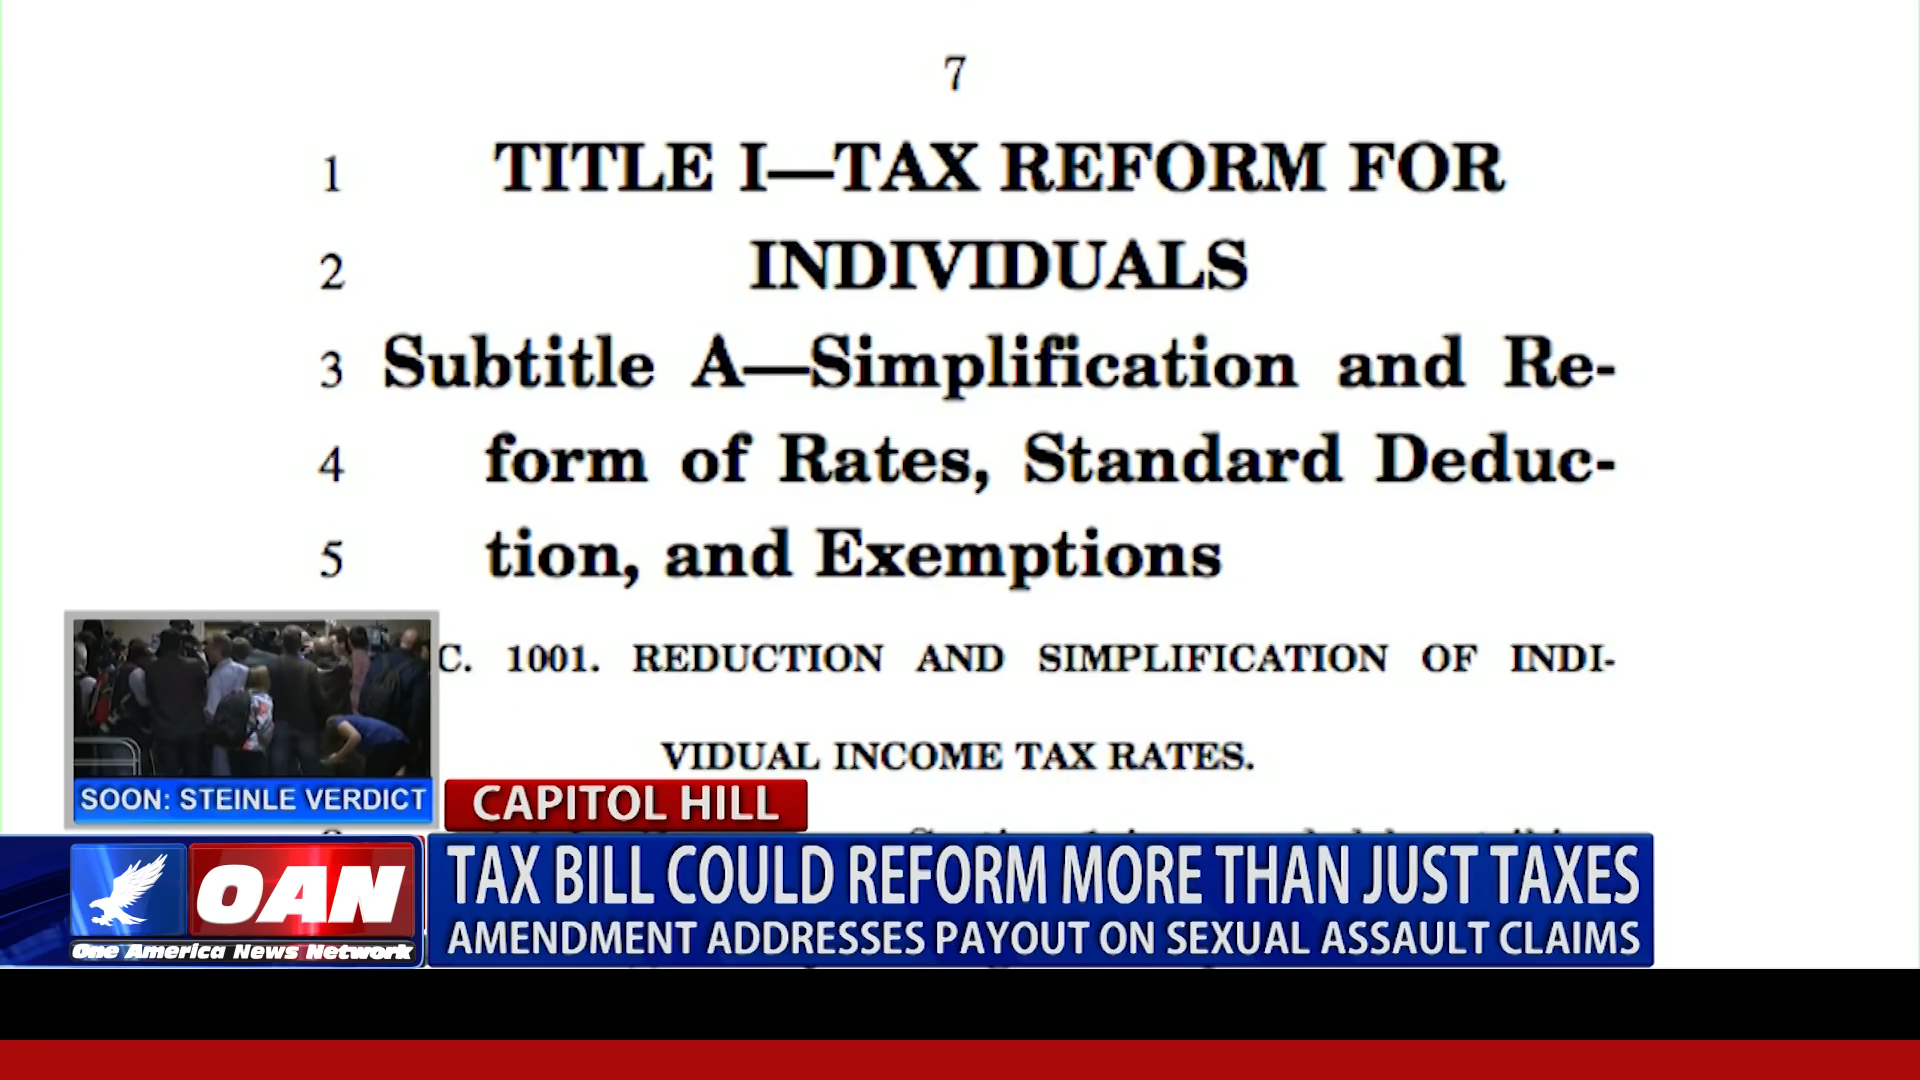 7
1 TITLE I—TAX REFORM FOR
2 INDIVIDUALS
3 Subtitle A—Simplification and Re-
4 form of Rates, Standard Deduc-
5 tion, and Exemptions
C. 1001. REDUCTION AND SIMPLIFICATION OF INDI-
VIDUAL INCOME TAX RATES.
SOON: STEINLE VERDICT
CAPITOL HILL
OAN
One America News Network
TAX BILL COULD REFORM MORE THAN JUST TAXES
AMENDMENT ADDRESSES PAYOUT ON SEXUAL ASSAULT CLAIMS